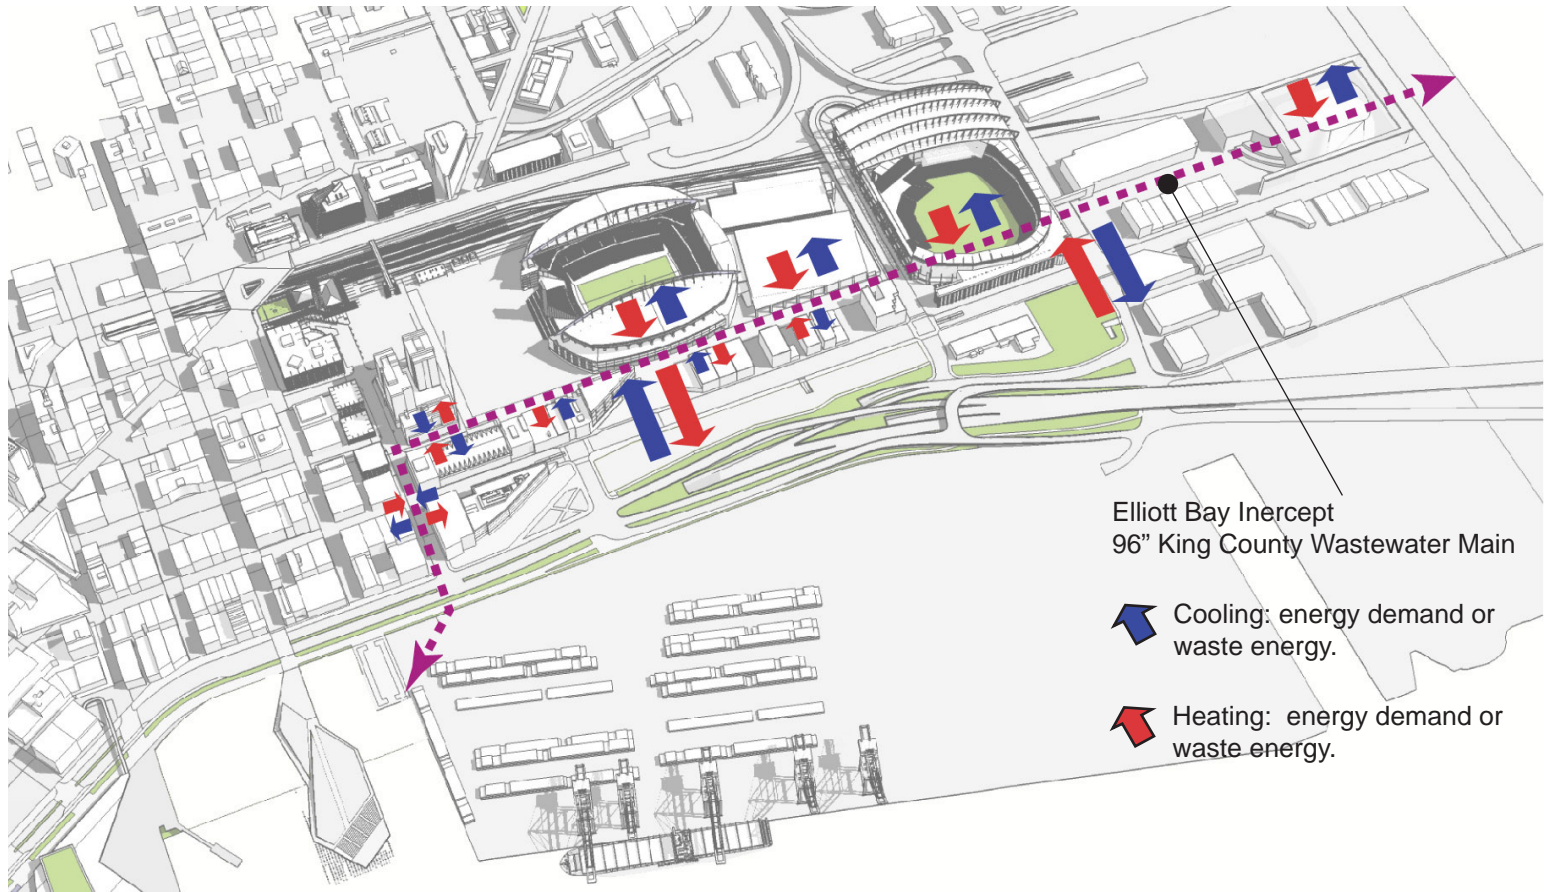 Elliott Bay Inercept
96” King County Wastewater Main
Cooling: energy demand or
waste energy.
Heating:  energy demand or
waste energy.